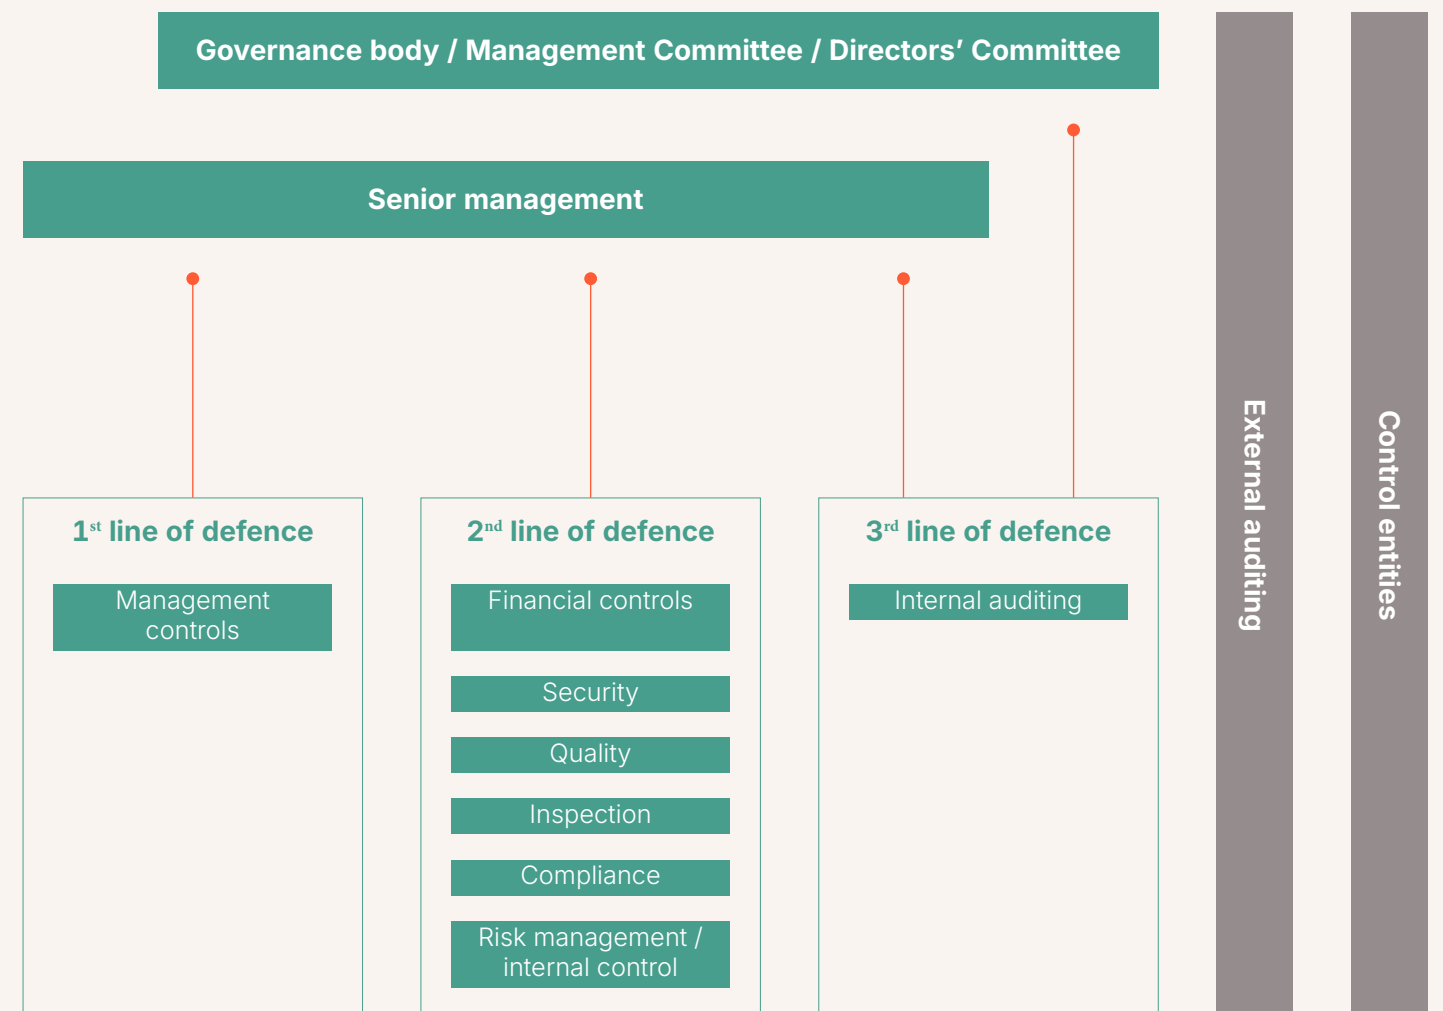 Governance body / Management Committee / Directors’ Committee
Senior management
1st line of defence
Management
controls
2nd line of defence
Financial controls
Security
Quality
Inspection
Compliance
Risk management /
internal control
3rd line of defence
Internal auditing
External auditing
Control entities